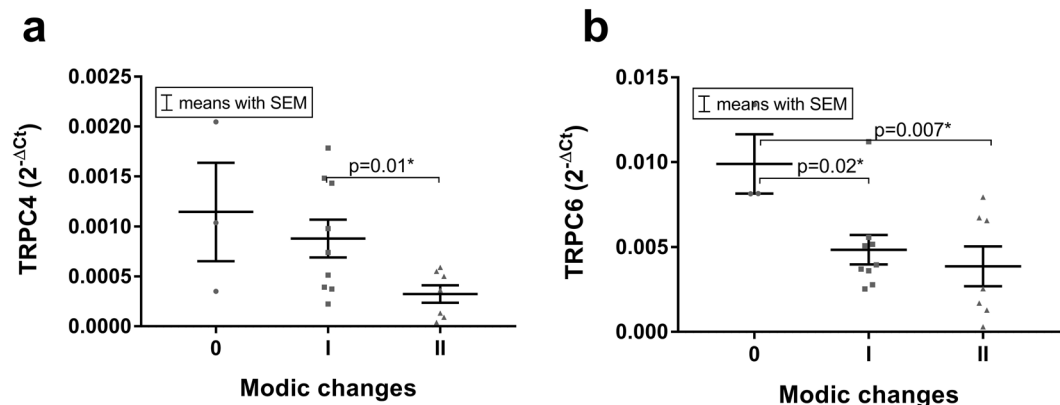 a
TRPC4 (2^-ΔCt)
0.0025
0.0020
0.0015
0.0010
0.0005
0.0000
means with SEM
p=0.01*
0 I II
Modic changes
b
TRPC6 (2^-ΔCt)
0.015
0.010
0.005
0.000
means with SEM
p=0.007*
p=0.02*
0 I II
Modic changes